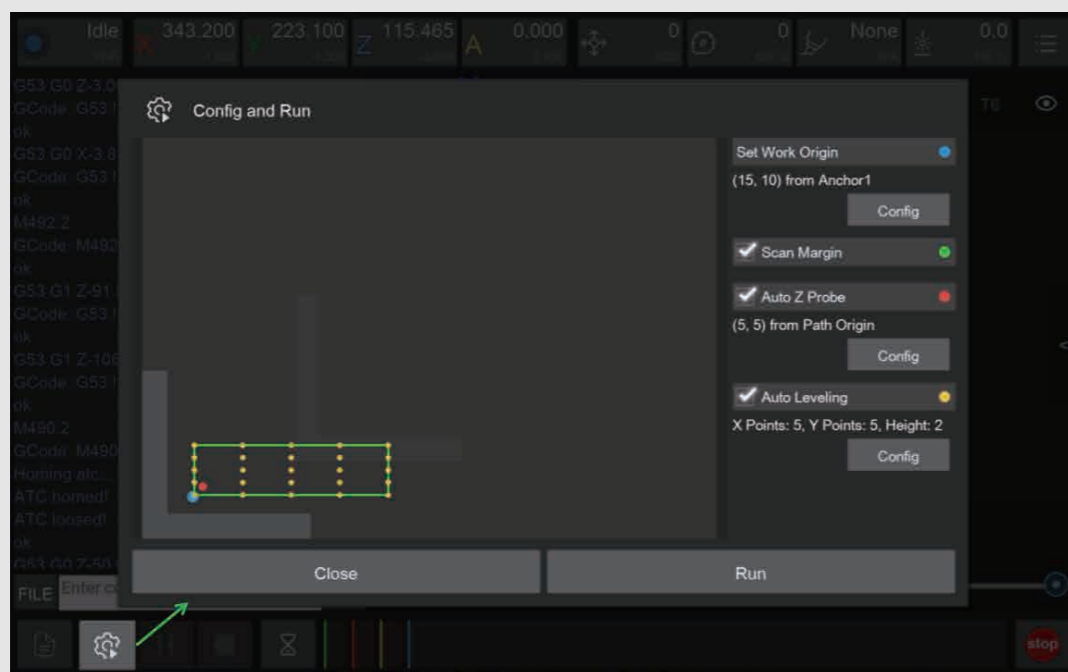 Idle
X 343.200
Y 223.100
Z 115.465
A 0.000
0
0
None
0.0
G53 G0 Z-3.0
GCode: G53
ok
G53 G0 X-3.8
GCode: G53
ok
M492.2
GCode: M492
ok
G53 G1 Z-91
GCode: G53
ok
G53 G1 Z-106
GCode: G53
ok
M490.2
GCode: M490
Homing atc...
ATC homed!
ATC loosed!
ok
G53 G0 Z-50
T6
Config and Run
Set Work Origin
(15, 10) from Anchor1
Config
Scan Margin
Auto Z Probe
(5, 5) from Path Origin
Config
Auto Leveling
X Points: 5, Y Points: 5, Height: 2
Config
Close
Run
FILE
Enter
stop